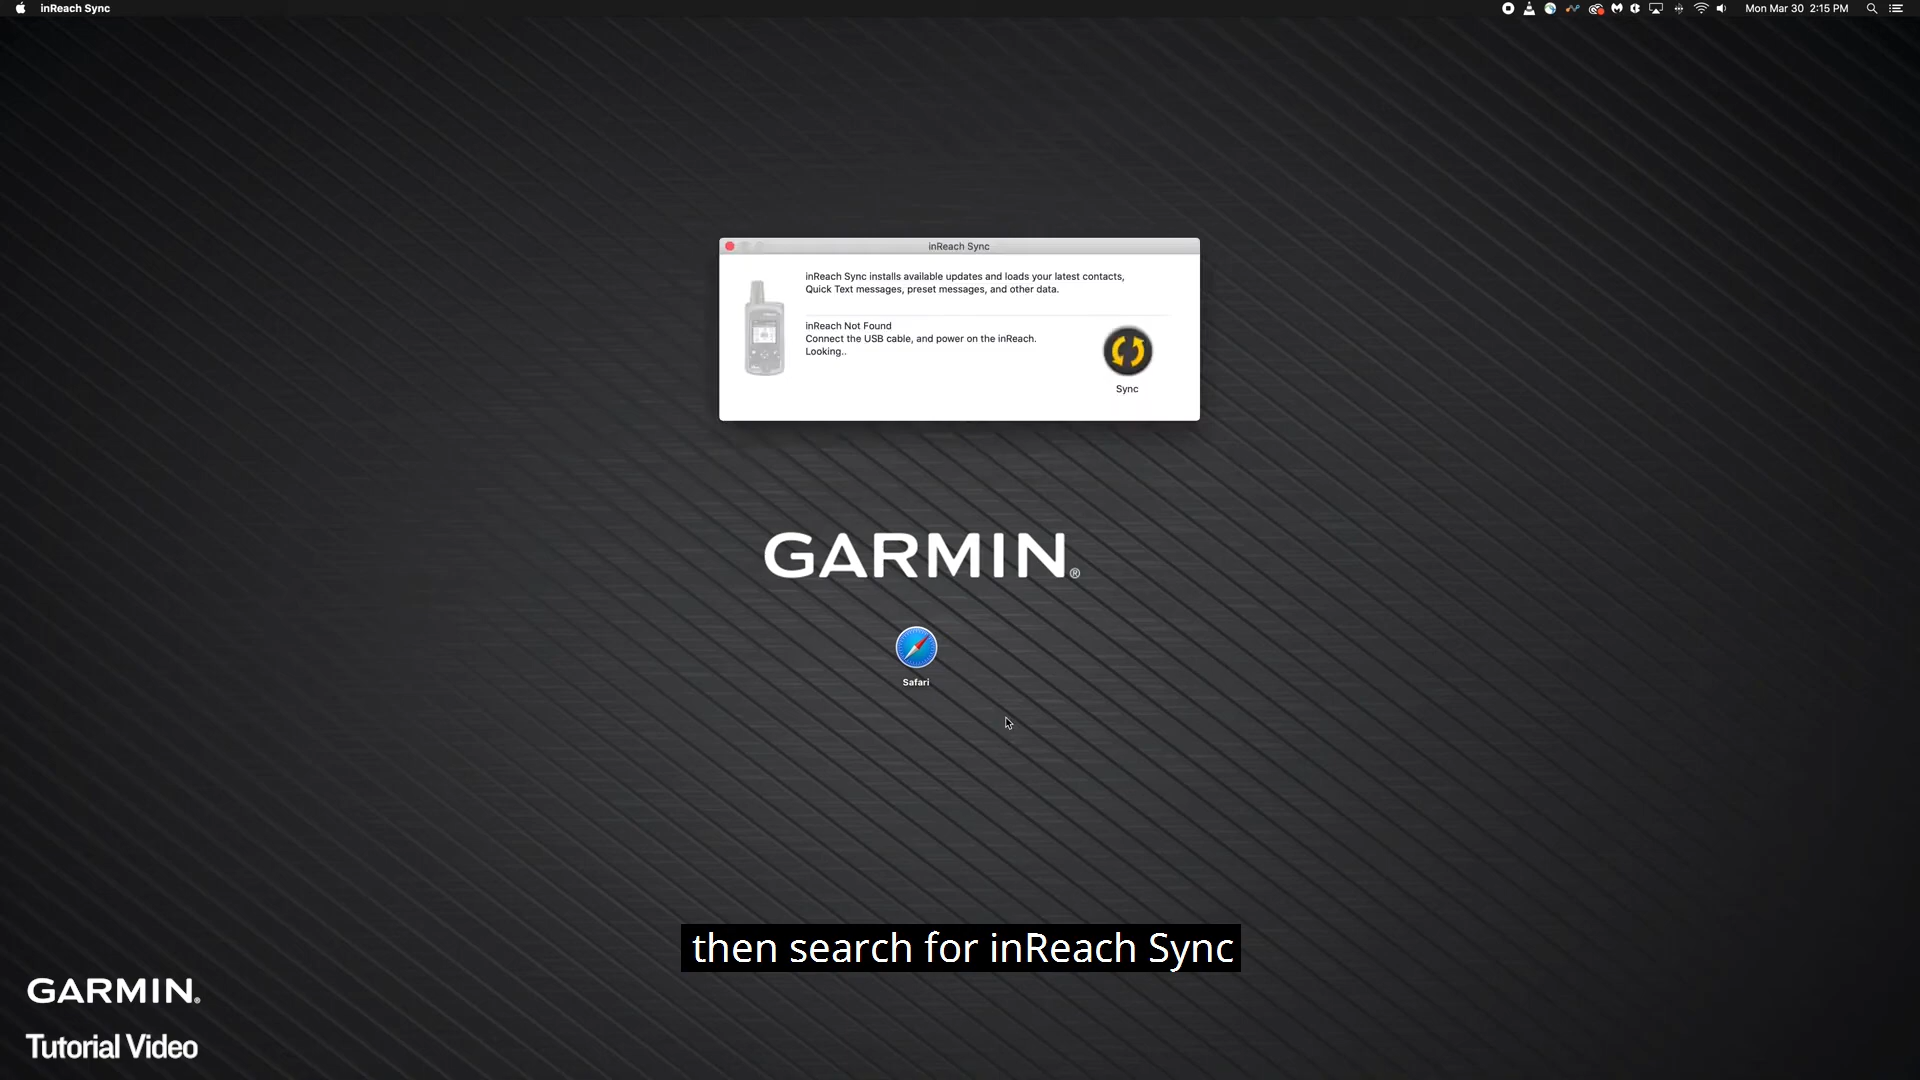 inReach Sync
Mon Mar 30 2:15 PM
inReach Sync
inReach Sync installs available updates and loads your latest contacts,
Quick Text messages, preset messages, and other data.
inReach Not Found
Connect the USB cable, and power on the inReach.
Looking..
Sync
GARMIN®
Safari
then search for inReach Sync
GARMIN®
Tutorial Video